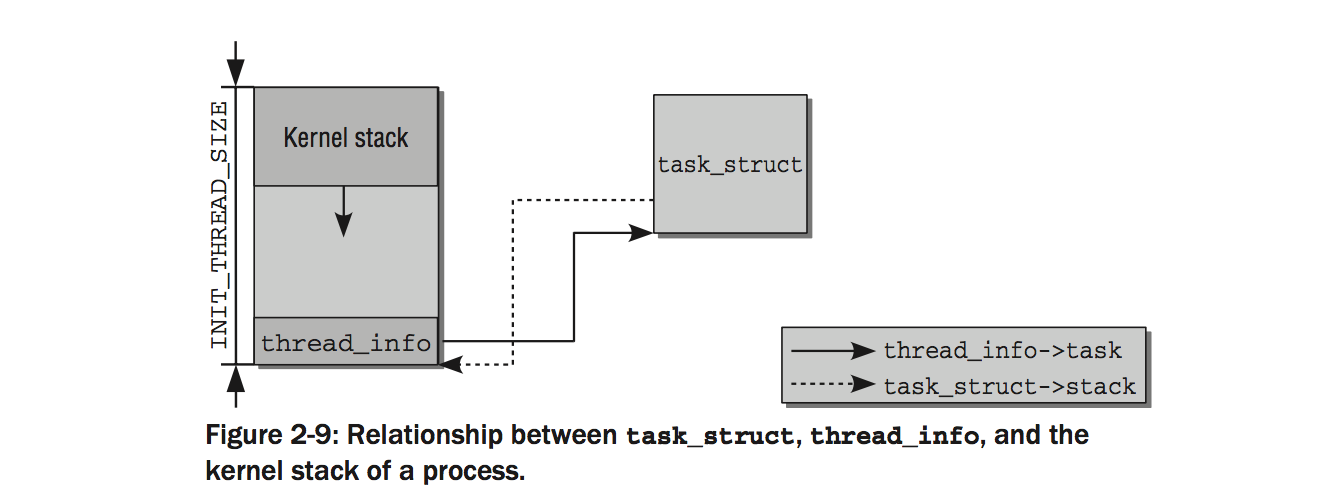 INIT_THREAD_SIZE
Kernel stack
thread_info
task_struct
thread_info->task
task_struct->stack
Figure 2-9: Relationship between task_struct, thread_info, and the
kernel stack of a process.